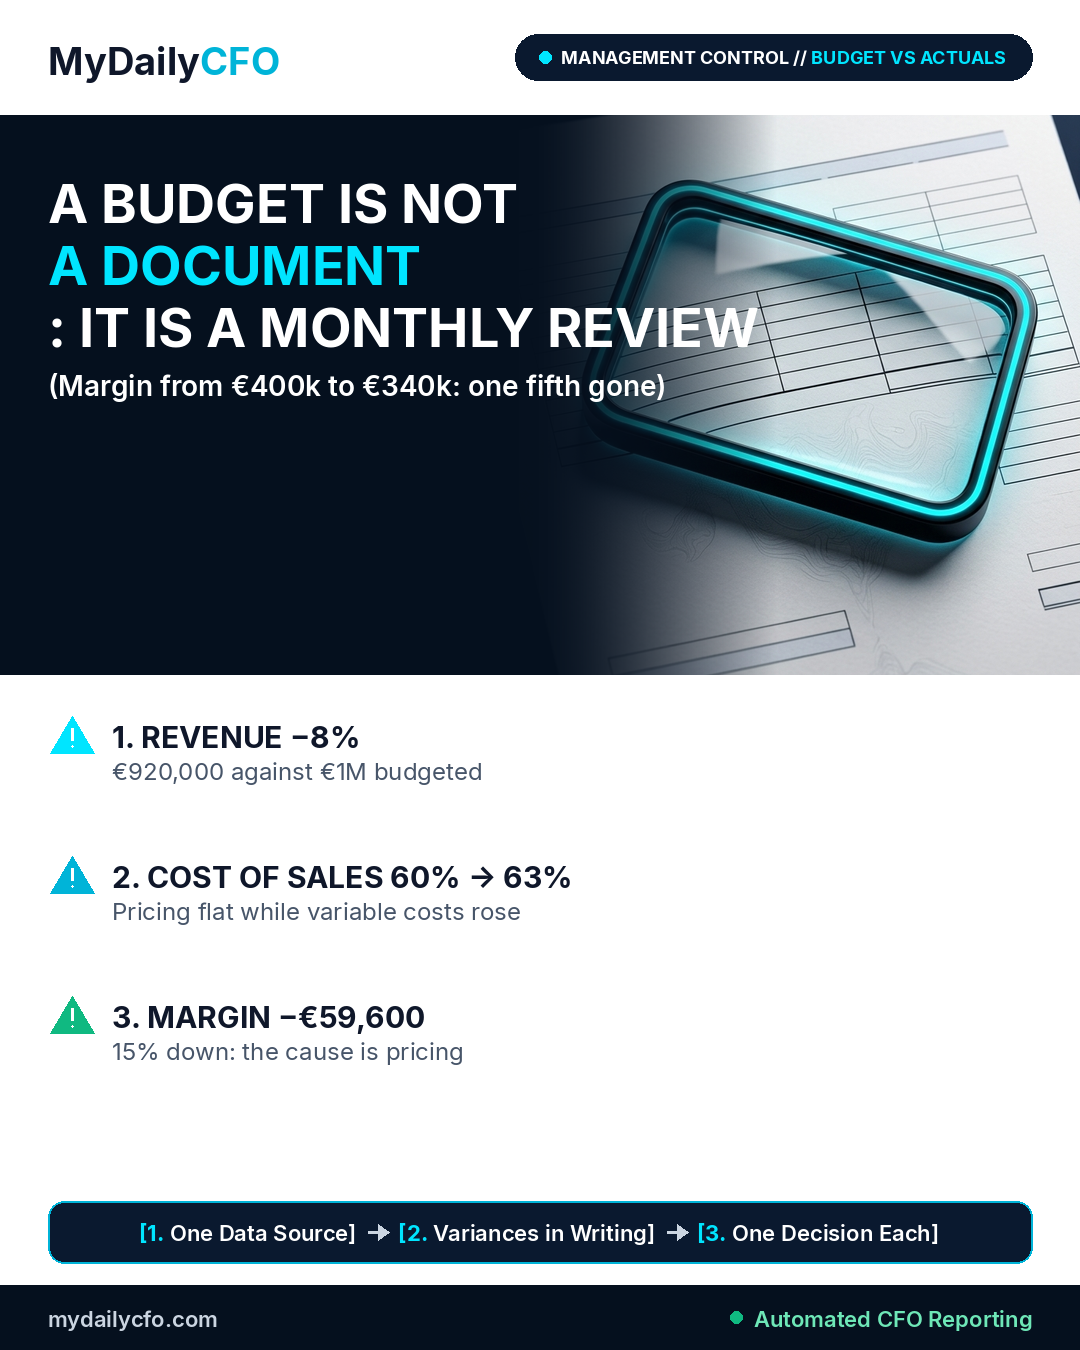 MyDailyCFO
MANAGEMENT CONTROL // BUDGET VS ACTUALS
A BUDGET IS NOT
A DOCUMENT
: IT IS A MONTHLY REVIEW
(Margin from €400k to €340k: one fifth gone)
1. REVENUE −8%
€920,000 against €1M budgeted
2. COST OF SALES 60% → 63%
Pricing flat while variable costs rose
3. MARGIN −€59,600
15% down: the cause is pricing
[1. One Data Source] → [2. Variances in Writing] → [3. One Decision Each]
mydailycfo.com
Automated CFO Reporting